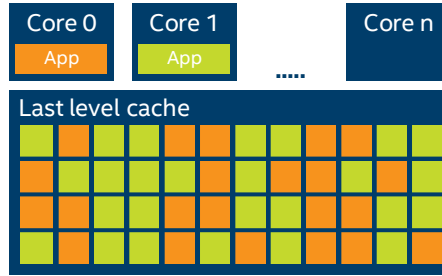 Core 0
Core 1
Core n
App
App
.....
Last level cache